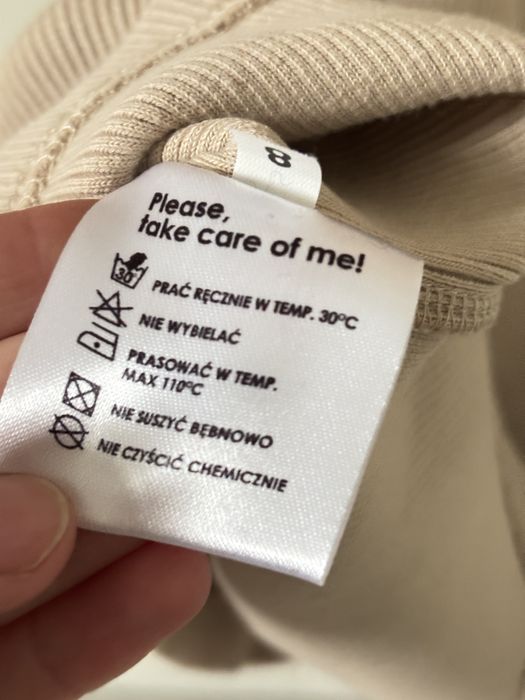 8
Please,
take care of me!
30
PRAĆ RĘCZNIE W TEMP. 30°C
NIE WYBIELAĆ
PRASOWAĆ W TEMP.
MAX 110°C
NIE SUSZYĆ BĘBNOWO
NIE CZYŚCIĆ CHEMICZNIE